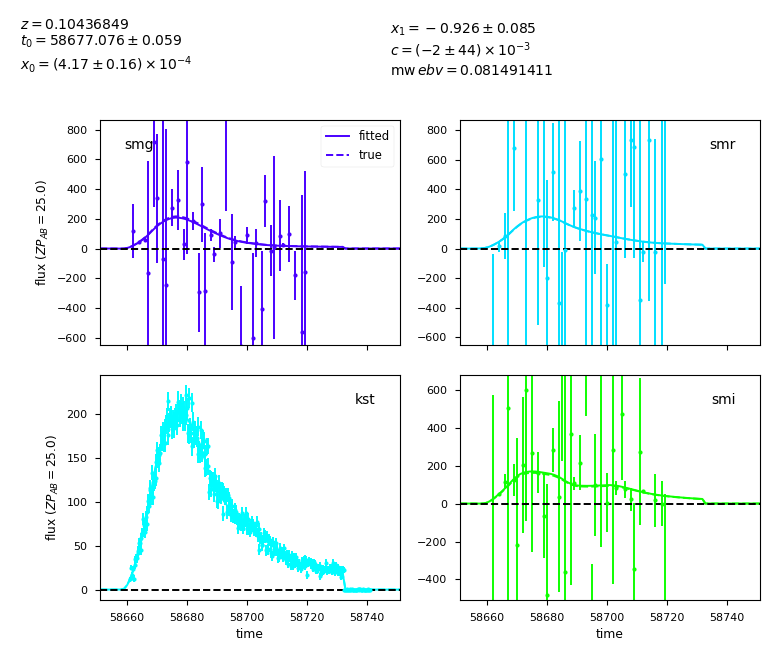 z = 0.10436849
t₀ = 58677.076 ± 0.059
x₀ = (4.17 ± 0.16) × 10⁻⁴
x₁ = −0.926 ± 0.085
c = (−2 ± 44) × 10⁻³
mw ebv = 0.081491411
800
600
400
200
0
−200
−400
−600
flux (ZP_AB = 25.0)
smg
fitted
true
800
600
400
200
0
−200
−400
−600
smr
200
150
100
50
0
flux (ZP_AB = 25.0)
kst
58660 58680 58700 58720 58740
time
600
400
200
0
−200
−400
smi
58660 58680 58700 58720 58740
time